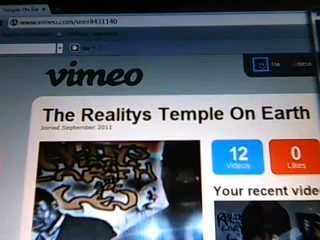 Temple On Ear
www.vimeo.com/user8431140
vimeo
The Realitys Temple On Earth
Joined September 2011
12
Videos
0
Likes
Your recent vide